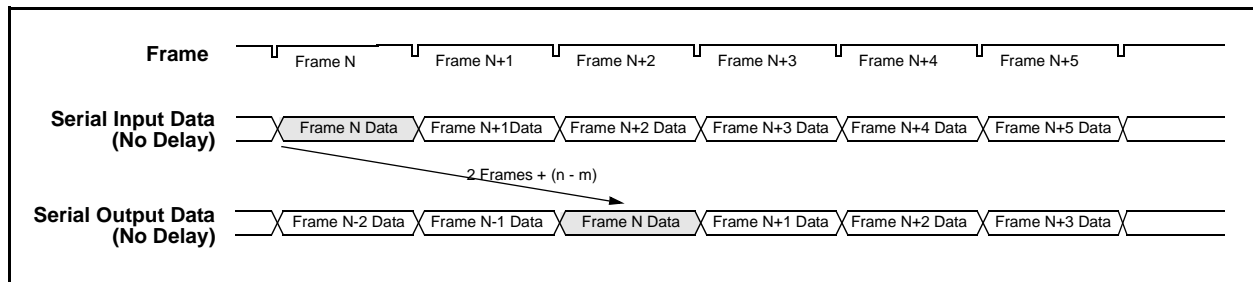 Frame
Frame N
Frame N+1
Frame N+2
Frame N+3
Frame N+4
Frame N+5
Serial Input Data
(No Delay)
Frame N Data
Frame N+1Data
Frame N+2 Data
Frame N+3 Data
Frame N+4 Data
Frame N+5 Data
2 Frames + (n - m)
Serial Output Data
(No Delay)
Frame N-2 Data
Frame N-1 Data
Frame N Data
Frame N+1 Data
Frame N+2 Data
Frame N+3 Data